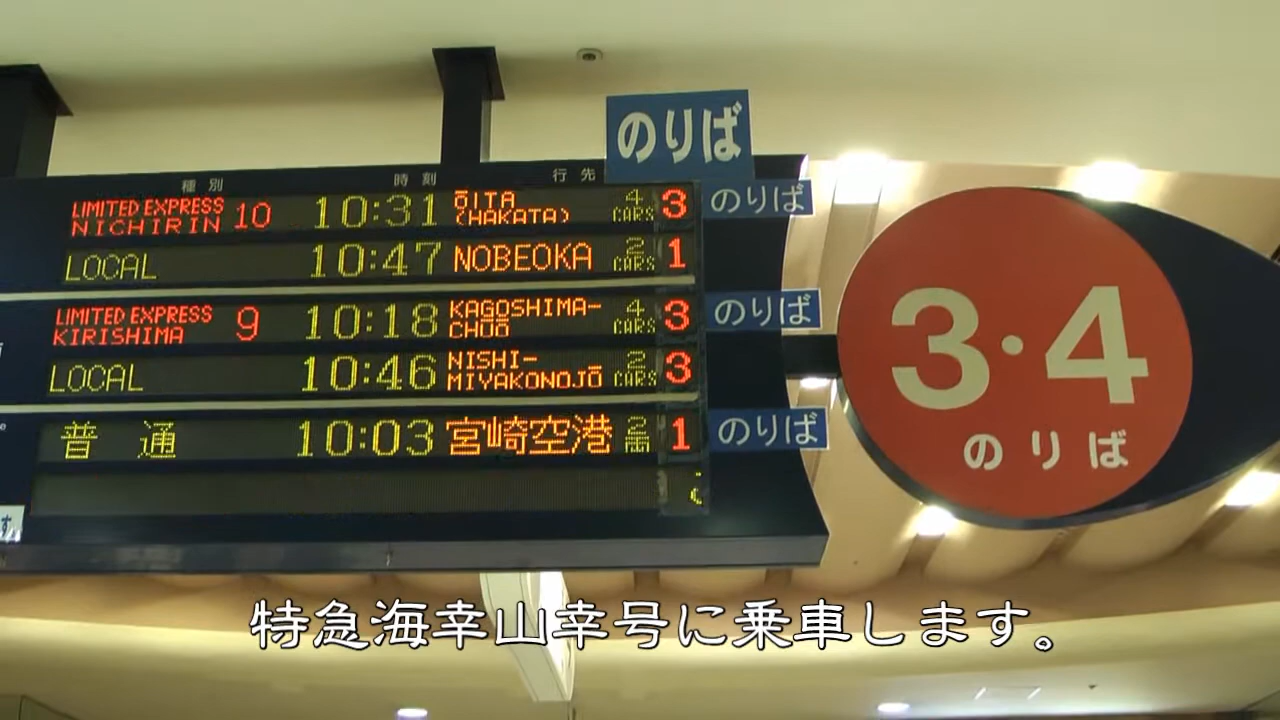 のりば
種別 時刻 行先
LIMITED EXPRESS NICHIRIN 10 10:31 ŌITA (HAKATA) 4 CARS 3 のりば
LOCAL 10:47 NOBEOKA 2 CARS 1
LIMITED EXPRESS KIRISHIMA 9 10:18 KAGOSHIMA-CHŪŌ 4 CARS 3 のりば
LOCAL 10:46 NISHI-MIYAKONOJŌ 2 CARS 3
普通 10:03 宮崎空港 2両 1 のりば
3・4
のりば
す
特急海幸山幸号に乗車します。